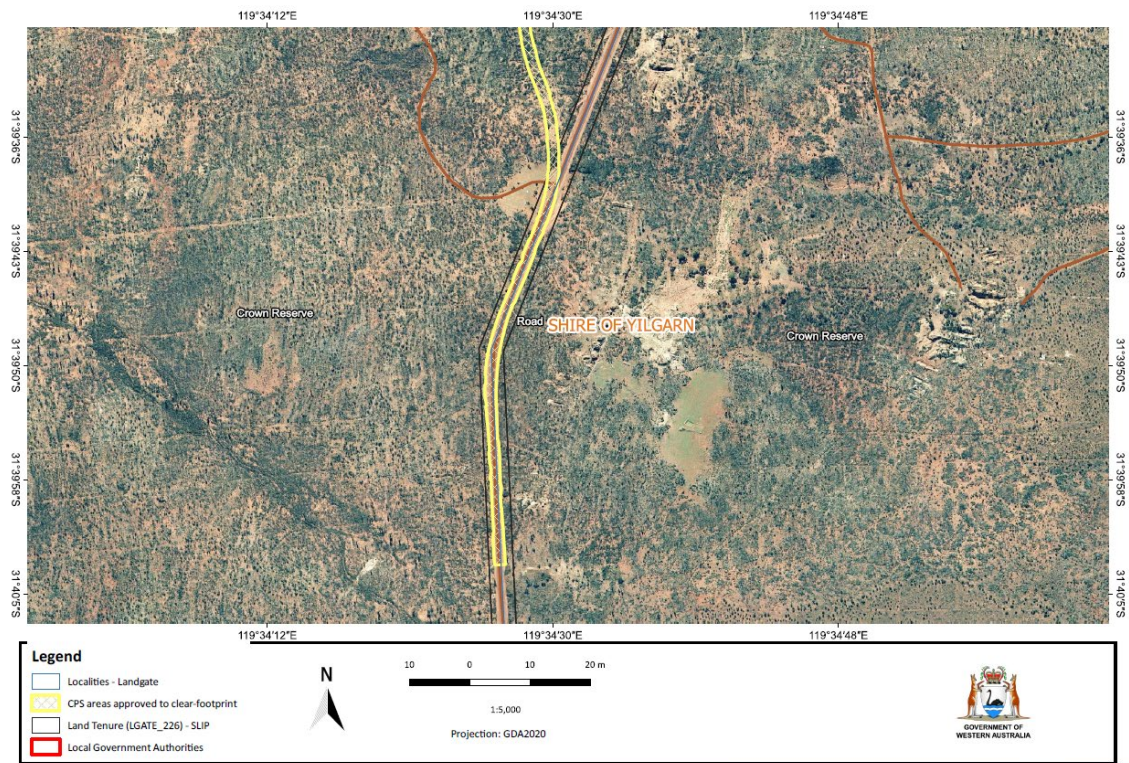 119°34'12"E
119°34'30"E
119°34'48"E
31°39'36"S
31°39'36"S
31°39'43"S
31°39'43"S
Crown Reserve
Road
SHIRE OF YILGARN
Crown Reserve
31°39'50"S
31°39'50"S
31°39'58"S
31°39'58"S
31°40'5"S
31°40'5"S
119°34'12"E
119°34'30"E
119°34'48"E
Legend
Localities - Landgate
CPS areas approved to clear-footprint
Land Tenure (LGATE_226) - SLIP
Local Government Authorities
N
10 0 10 20 m
1:5,000
Projection: GDA2020
GOVERNMENT OF
WESTERN AUSTRALIA